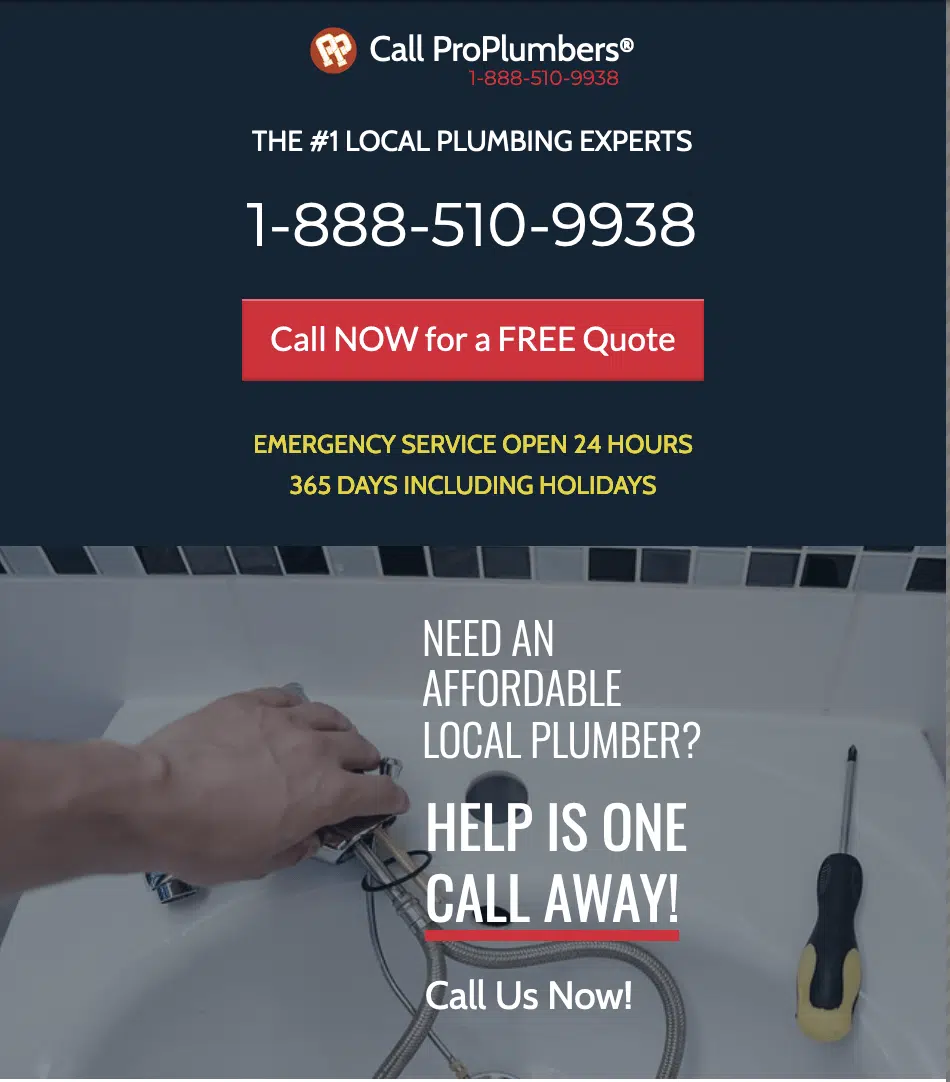 Call ProPlumbers®
1-888-510-9938
THE #1 LOCAL PLUMBING EXPERTS
1-888-510-9938
Call NOW for a FREE Quote
EMERGENCY SERVICE OPEN 24 HOURS
365 DAYS INCLUDING HOLIDAYS
NEED AN
AFFORDABLE
LOCAL PLUMBER?
HELP IS ONE
CALL AWAY!
Call Us Now!